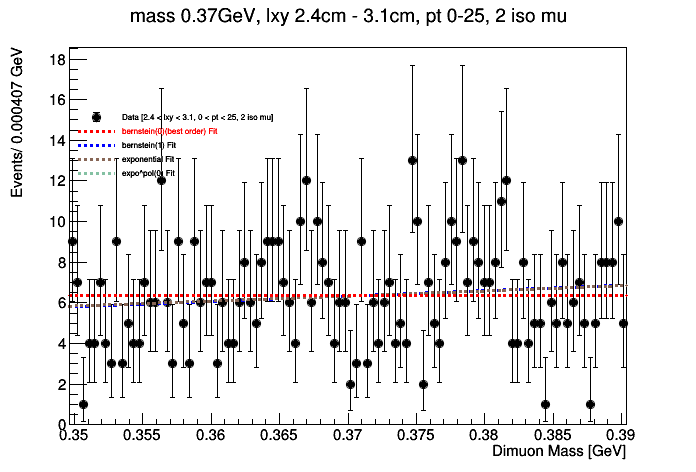 mass 0.37GeV, lxy 2.4cm - 3.1cm, pt 0-25, 2 iso mu
Events/ 0.000407 GeV
18
16
14
12
10
8
6
4
2
0
Data [2.4 < lxy < 3.1, 0 < pt < 25, 2 iso mu]
bernstein(0)(best order) Fit
bernstein(1) Fit
exponential Fit
expo*pol(0) Fit
0.35 0.355 0.36 0.365 0.37 0.375 0.38 0.385 0.39
Dimuon Mass [GeV]